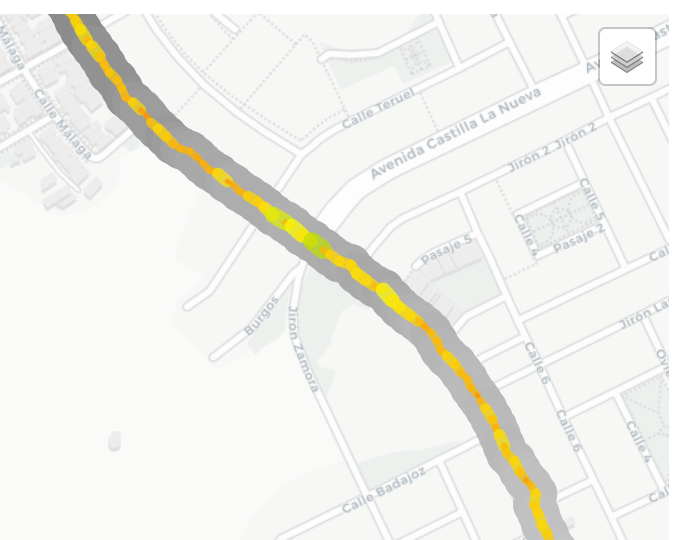 Málaga
Calle Málaga
Calle Teruel
Avenida Castilla La Nueva
Av
Jirón 2
Jirón 2
Calle 5
Calle 4
Pasaje 2
Pasaje 5
Burgos
Jirón Zamora
Jirón La
Calle 6
Calle 6
Calle 4
Calle Badajoz